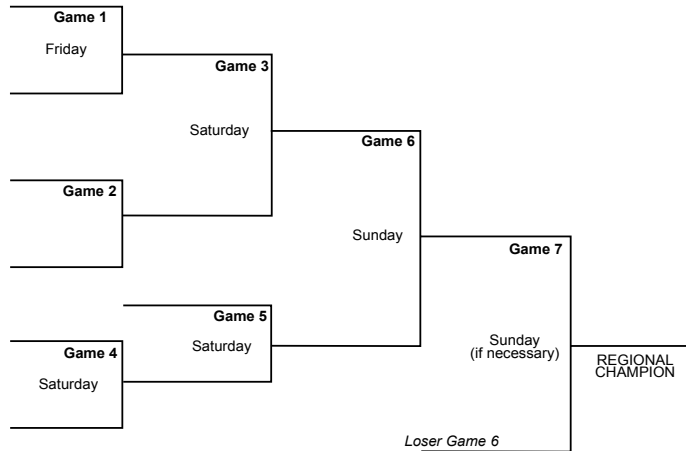 Game 1
Friday
Game 3
Saturday
Game 6
Game 2
Sunday
Game 7
Game 5
Saturday
Game 4
Saturday
Sunday
(if necessary)
REGIONAL
CHAMPION
Loser Game 6